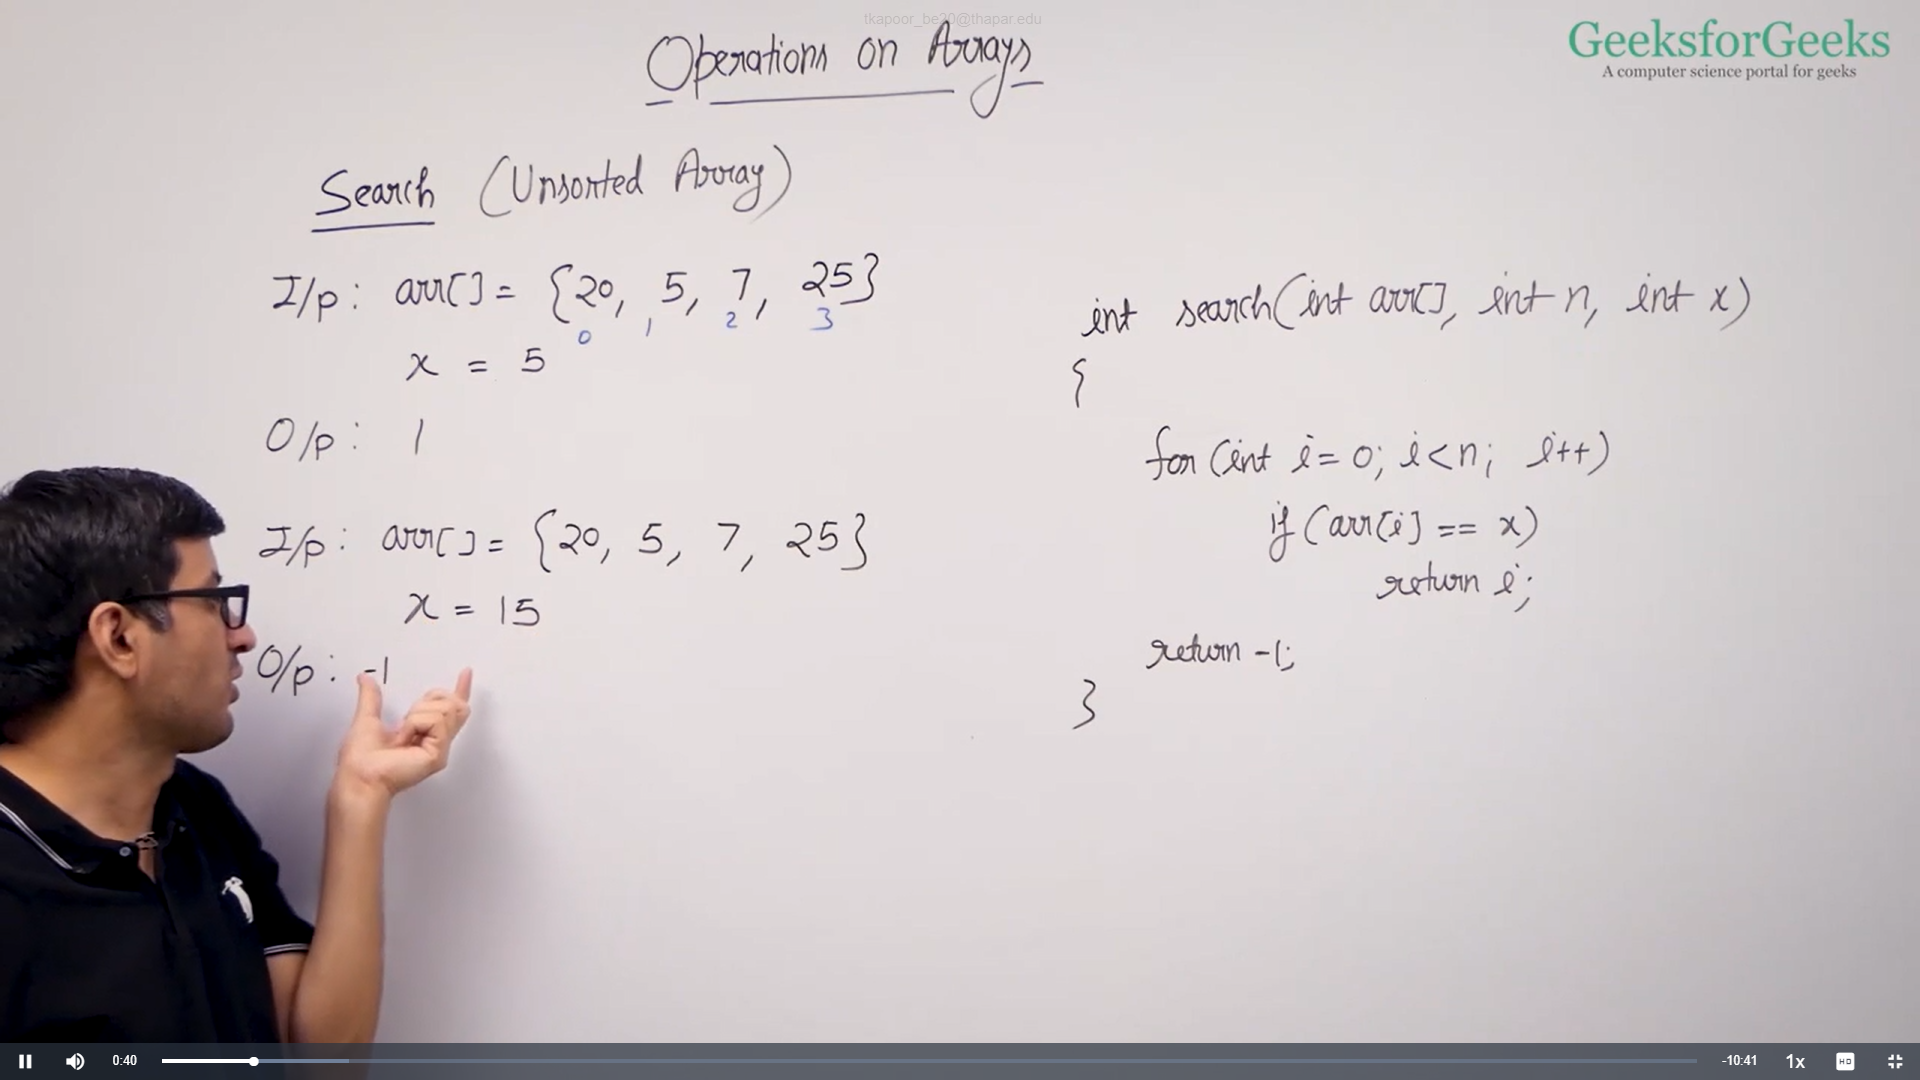 tkapoor_be20@thapar.edu
Operations on Arrays
GeeksforGeeks
A computer science portal for geeks
Search (Unsorted Array)
I/p: arr[] = {20, 5, 7, 25}
0 1 2 3
x = 5
O/p: 1
I/p: arr[] = {20, 5, 7, 25}
x = 15
O/p: -1
int search(int arr[], int n, int x)
{
for (int i=0; i<n; i++)
if (arr[i] == x)
return i;
return -1;
}
0:40
-10:41
1x
HD